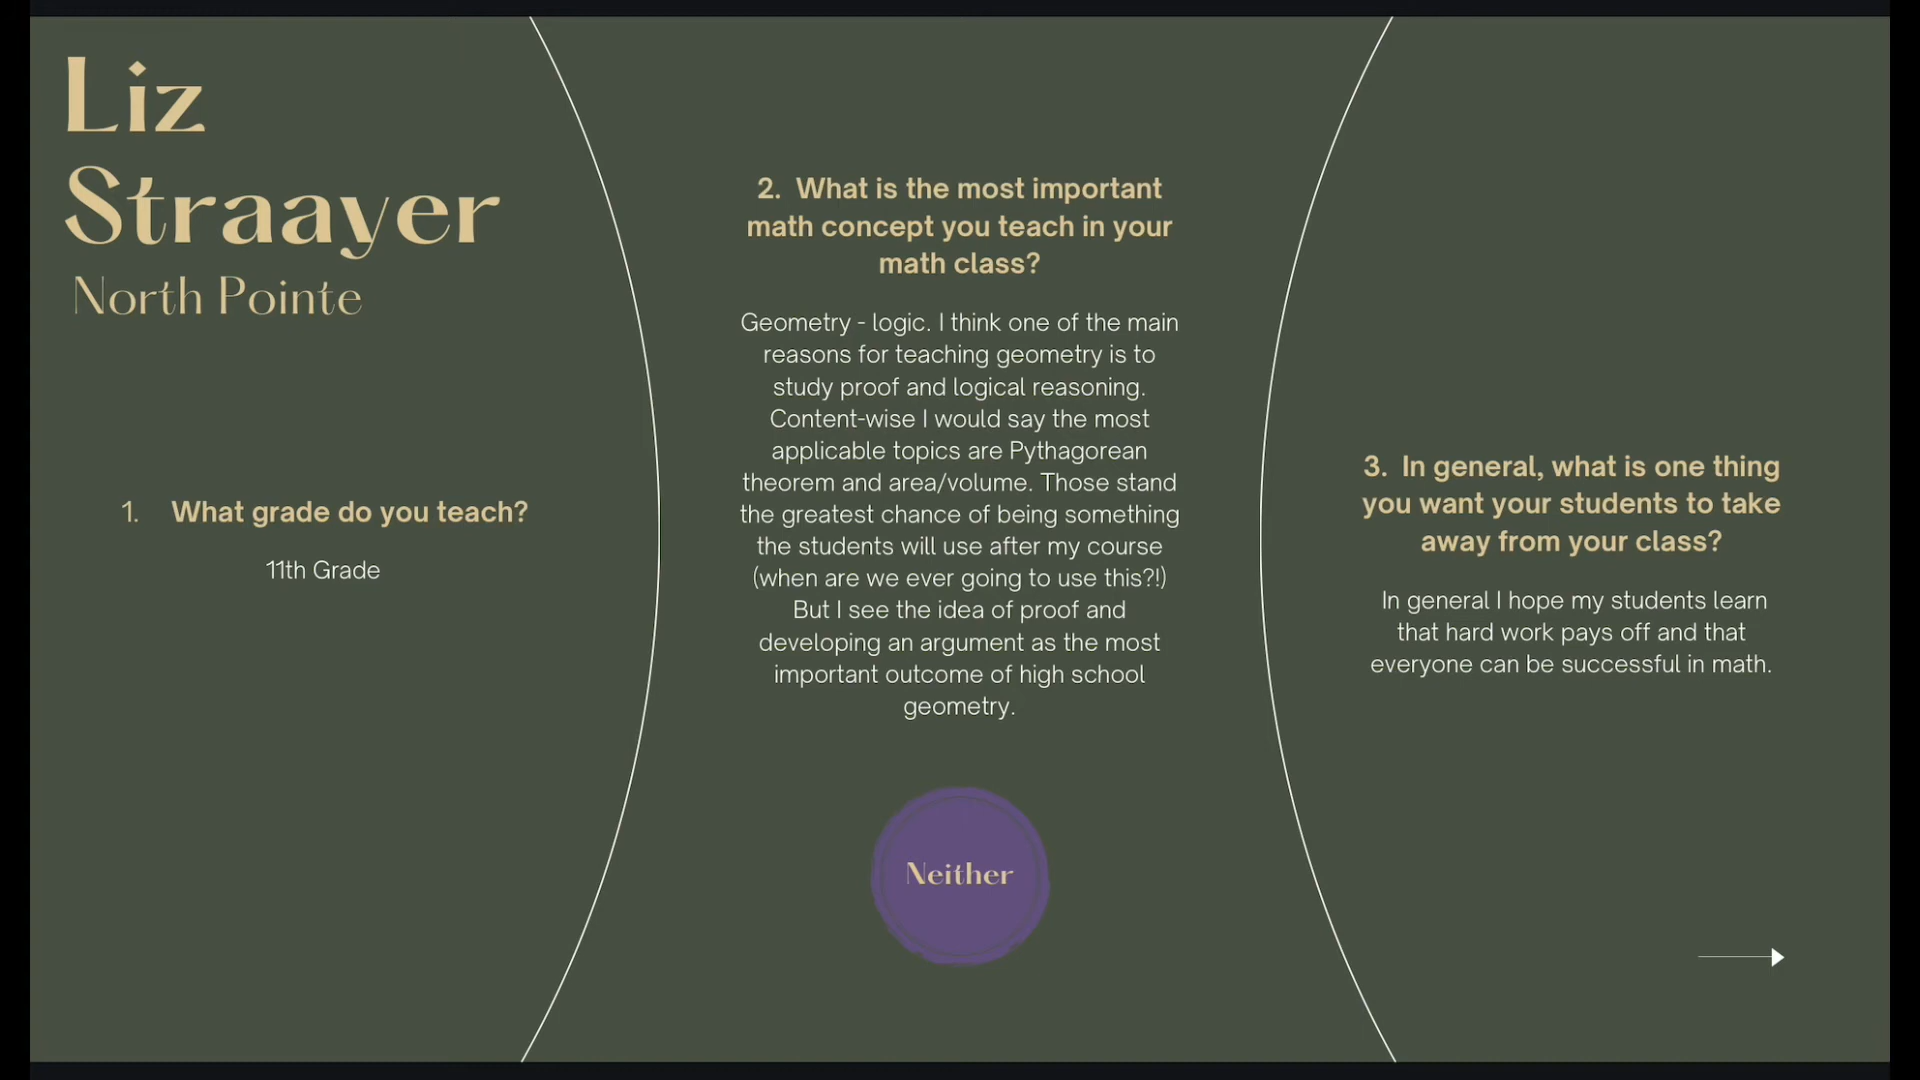 Liz
Straayer
North Pointe
1. What grade do you teach?
11th Grade
2. What is the most important
math concept you teach in your
math class?
Geometry - logic. I think one of the main
reasons for teaching geometry is to
study proof and logical reasoning.
Content-wise I would say the most
applicable topics are Pythagorean
theorem and area/volume. Those stand
the greatest chance of being something
the students will use after my course
(when are we ever going to use this?!)
But I see the idea of proof and
developing an argument as the most
important outcome of high school
geometry.
Neither
3. In general, what is one thing
you want your students to take
away from your class?
In general I hope my students learn
that hard work pays off and that
everyone can be successful in math.